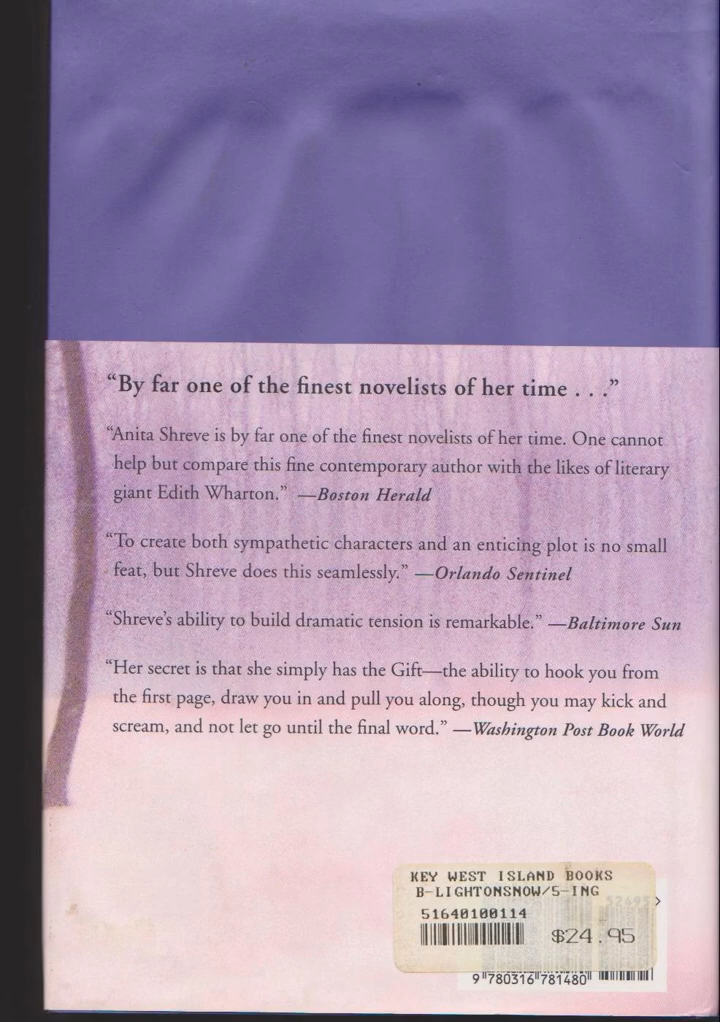 “By far one of the finest novelists of her time . . .”
“Anita Shreve is by far one of the finest novelists of her time. One cannot
help but compare this fine contemporary author with the likes of literary
giant Edith Wharton.” —Boston Herald
“To create both sympathetic characters and an enticing plot is no small
feat, but Shreve does this seamlessly.” —Orlando Sentinel
“Shreve’s ability to build dramatic tension is remarkable.” —Baltimore Sun
“Her secret is that she simply has the Gift—the ability to hook you from
the first page, draw you in and pull you along, though you may kick and
scream, and not let go until the final word.” —Washington Post Book World
KEY WEST ISLAND BOOKS
B-LIGHTONSNOW/S-ING
51640100114
$24.95
9 780316 781480